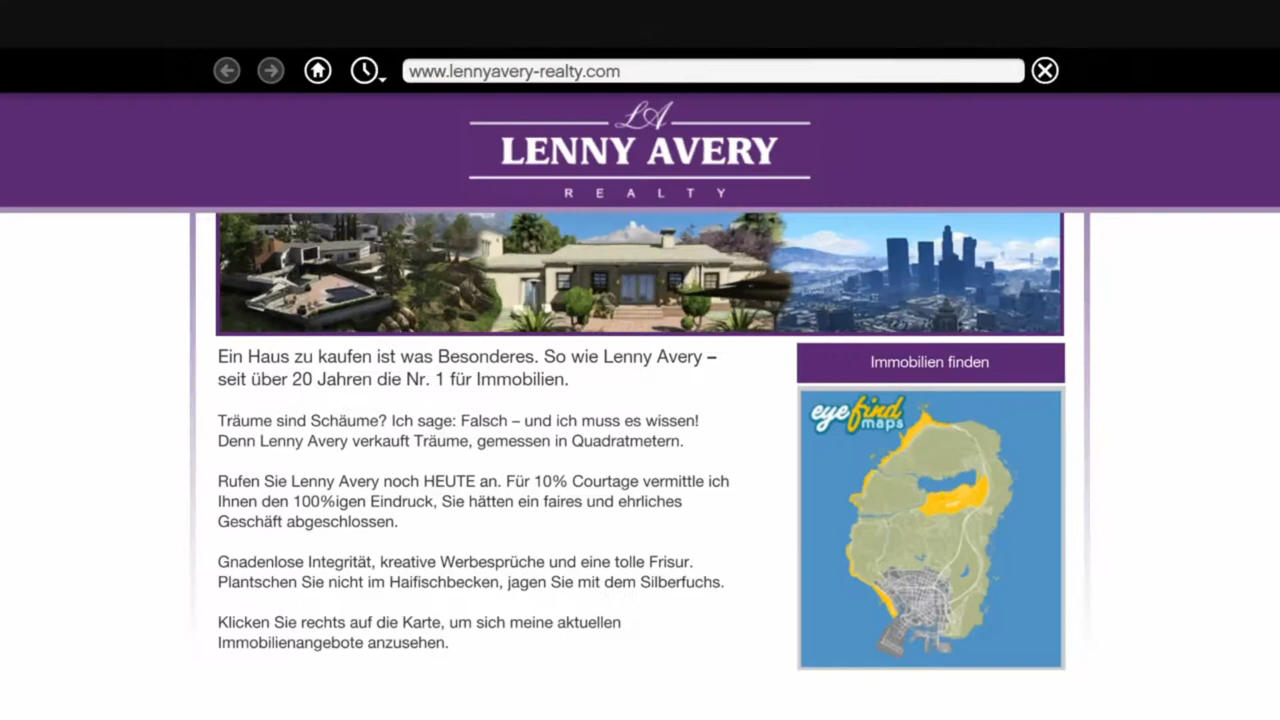 www.lennyavery-realty.com
LA
LENNY AVERY
REALTY
Ein Haus zu kaufen ist was Besonderes. So wie Lenny Avery –
seit über 20 Jahren die Nr. 1 für Immobilien.
Träume sind Schäume? Ich sage: Falsch – und ich muss es wissen!
Denn Lenny Avery verkauft Träume, gemessen in Quadratmetern.
Rufen Sie Lenny Avery noch HEUTE an. Für 10% Courtage vermittle ich
Ihnen den 100%igen Eindruck, Sie hätten ein faires und ehrliches
Geschäft abgeschlossen.
Gnadenlose Integrität, kreative Werbesprüche und eine tolle Frisur.
Plantschen Sie nicht im Haifischbecken, jagen Sie mit dem Silberfuchs.
Klicken Sie rechts auf die Karte, um sich meine aktuellen
Immobilienangebote anzusehen.
Immobilien finden
eyefind
maps